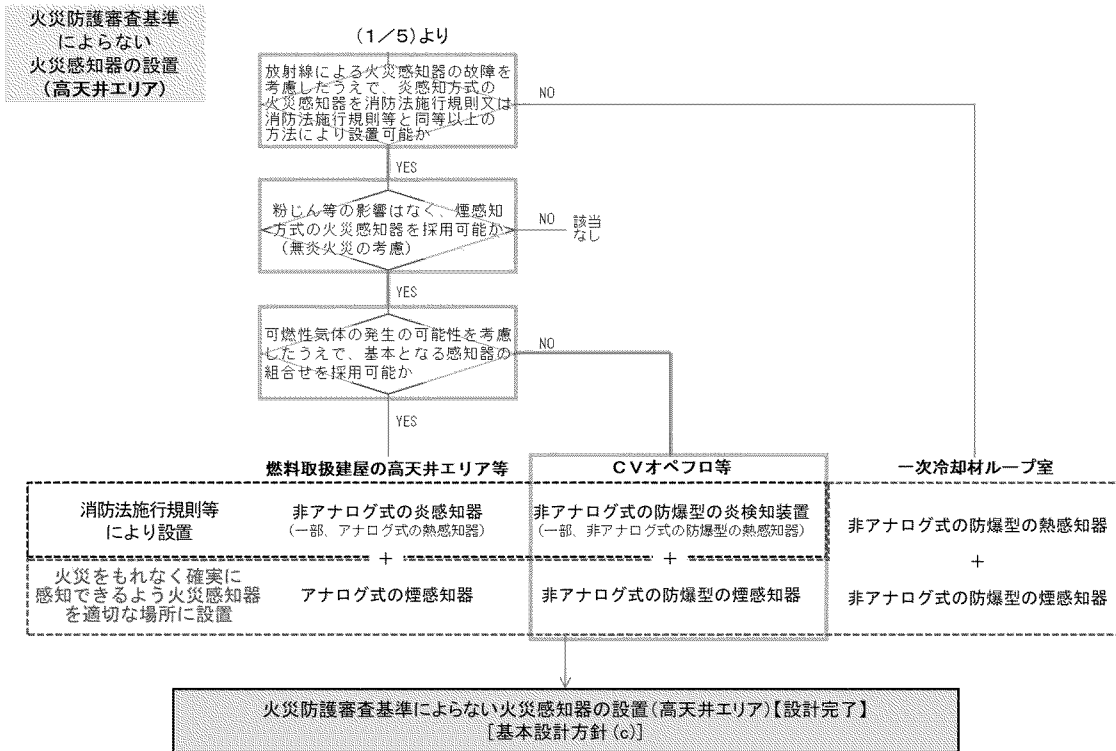 火災防護審査基準
によらない
火災感知器の設置
(高天井エリア)
(1/5)より
放射線による火災感知器の故障を
考慮したうえで、炎感知方式の
火災感知器を消防法施行規則又は
消防法施行規則等と同等以上の
方法により設置可能か
NO
YES
粉じん等の影響はなく、煙感知
方式の火災感知器を採用可能か
(無炎火災の考慮)
NO
該当
なし
YES
可燃性気体の発生の可能性を考慮
したうえで、基本となる感知器の
組合せを採用可能か
NO
YES
燃料取扱建屋の高天井エリア等
CVオペフロ等
一次冷却材ループ室
消防法施行規則等
により設置
非アナログ式の炎感知器
(一部、アナログ式の熱感知器)
非アナログ式の防爆型の炎検知装置
(一部、非アナログ式の防爆型の熱感知器)
非アナログ式の防爆型の熱感知器
+
+
+
火災をもれなく確実に
感知できるよう火災感知器
を適切な場所に設置
アナログ式の煙感知器
非アナログ式の防爆型の煙感知器
非アナログ式の防爆型の煙感知器
火災防護審査基準によらない火災感知器の設置(高天井エリア)【設計完了】
[基本設計方針(c)]